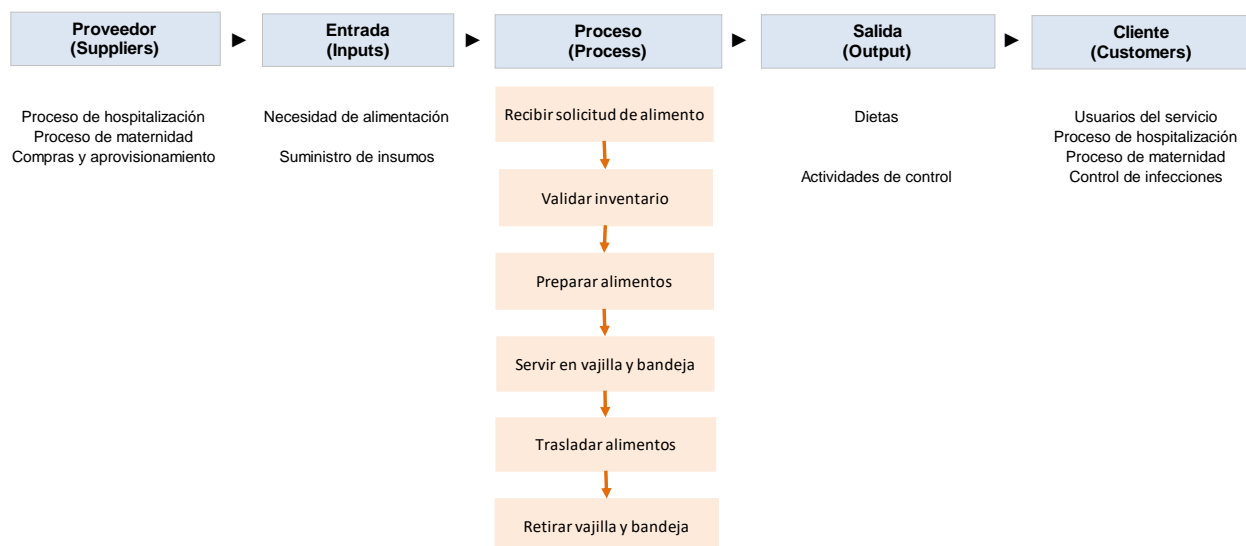 Proveedor
(Suppliers)
Entrada
(Inputs)
Proceso
(Process)
Salida
(Output)
Cliente
(Customers)
Proceso de hospitalización
Proceso de maternidad
Compras y aprovisionamiento
Necesidad de alimentación
Suministro de insumos
Recibir solicitud de alimento
Validar inventario
Preparar alimentos
Servir en vajilla y bandeja
Trasladar alimentos
Retirar vajilla y bandeja
Dietas
Actividades de control
Usuarios del servicio
Proceso de hospitalización
Proceso de maternidad
Control de infecciones